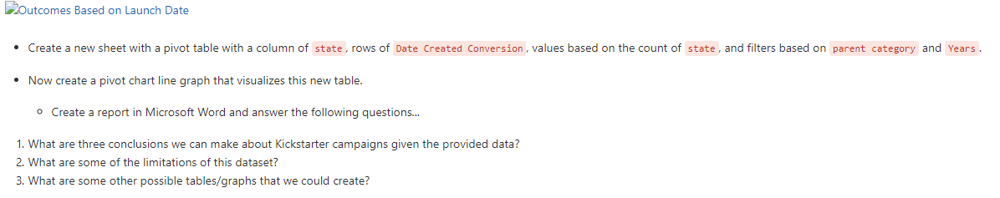 Outcomes Based on Launch Date
Create a new sheet with a pivot table with a column of state, rows of Date Created Conversion, values based on the count of state, and filters based on parent category and Years.
Now create a pivot chart line graph that visualizes this new table.
Create a report in Microsoft Word and answer the following questions...
1. What are three conclusions we can make about Kickstarter campaigns given the provided data?
2. What are some of the limitations of this dataset?
3. What are some other possible tables/graphs that we could create?